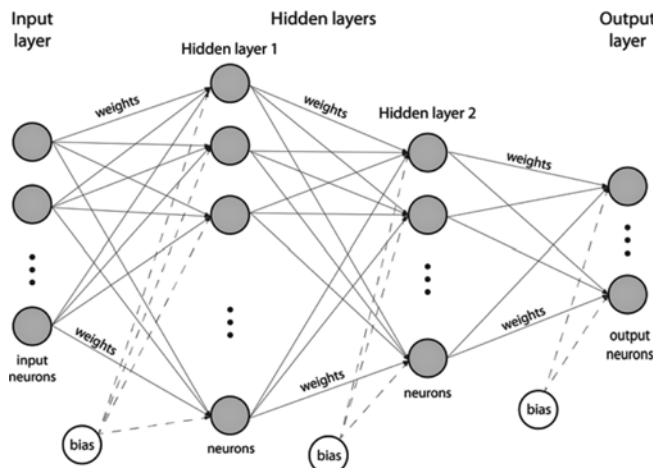 Input
layer
Hidden layers
Output
layer
Hidden layer 1
weights
Hidden layer 2
weights
weights
input
neurons
weights
weights
weights
output
neurons
neurons
neurons
bias
bias
bias